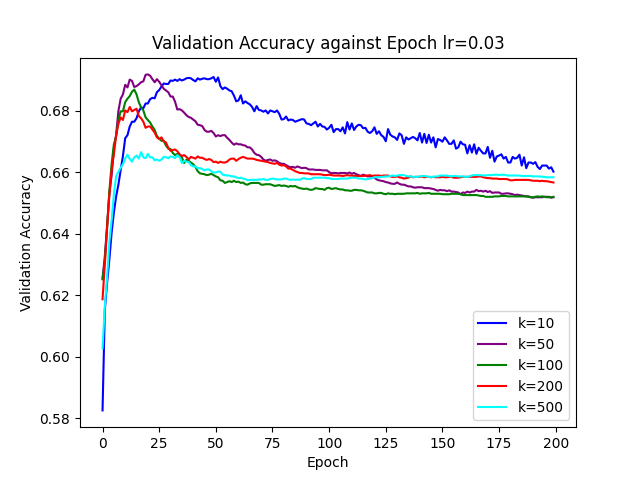 Validation Accuracy against Epoch lr=0.03
Validation Accuracy
0.68
0.66
0.64
0.62
0.60
0.58
k=10
k=50
k=100
k=200
k=500
0 25 50 75 100 125 150 175 200
Epoch